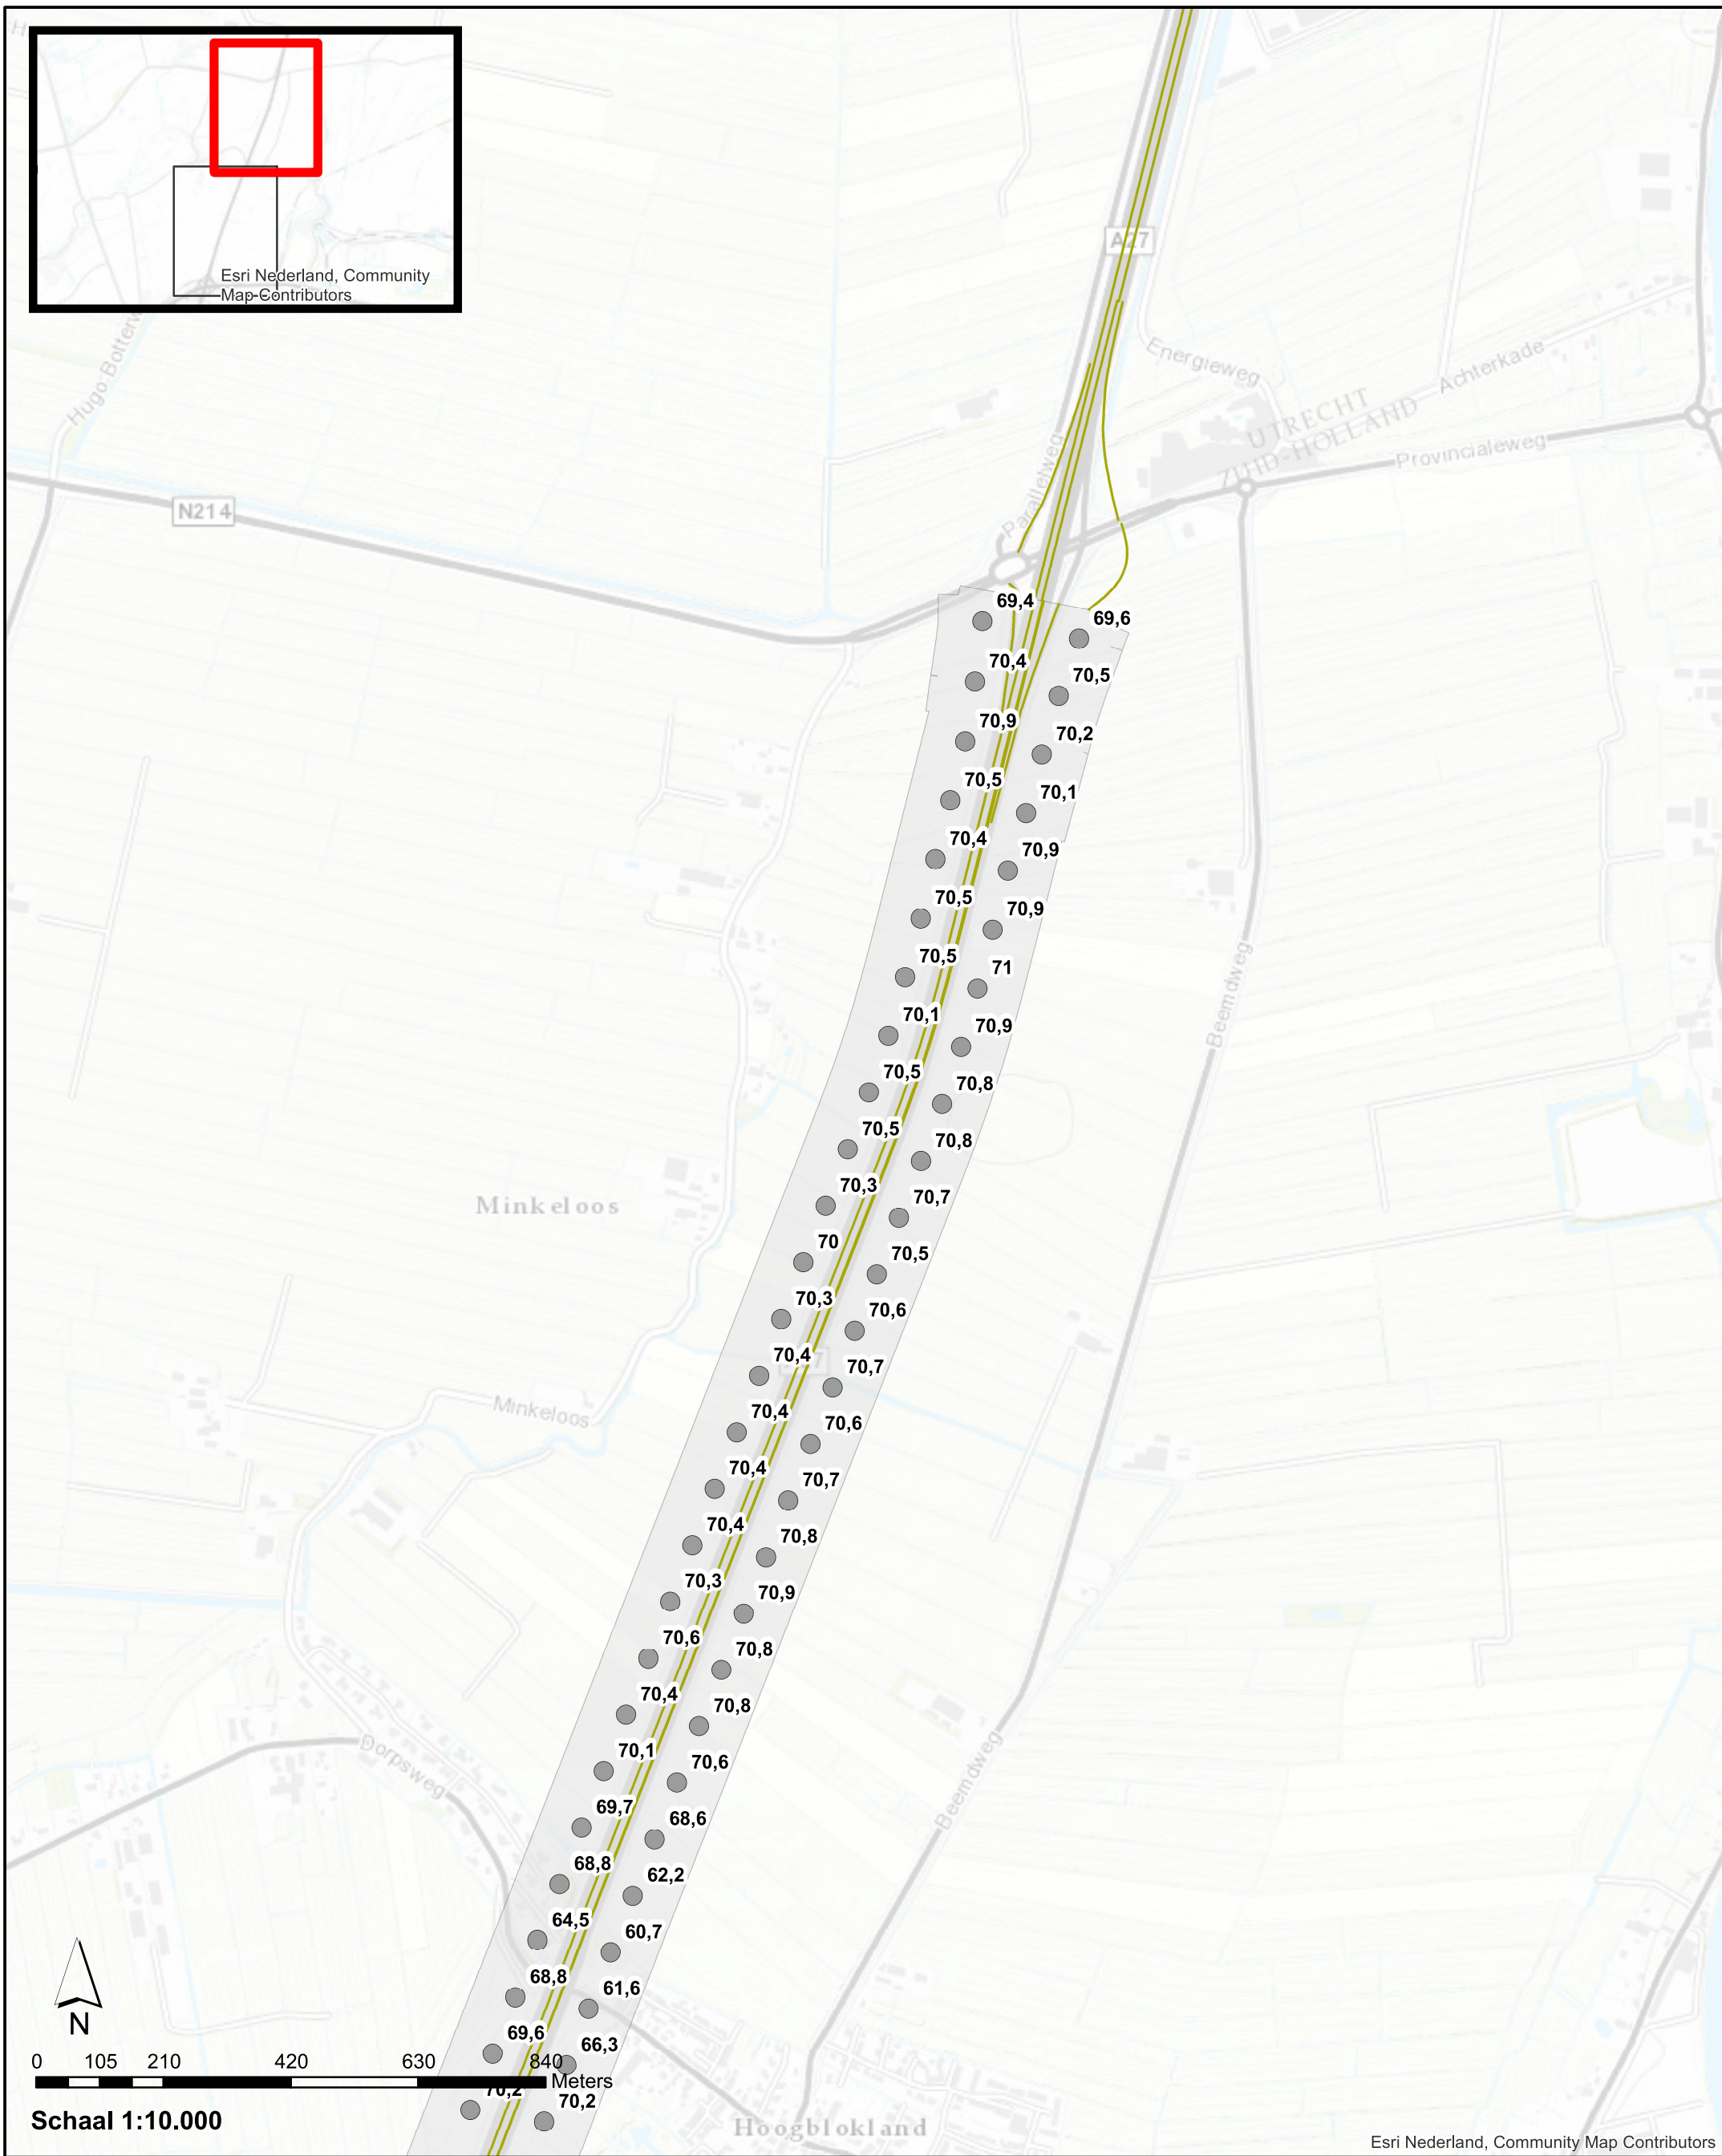 Esri Nederland, Community
Map Contributors
A27
Energieweg
Achterkade
UTRECHT
ZUID-HOLLAND
Provincialeweg
Parallelweg
N214
69,4
69,6
70,4
70,5
70,9
70,2
70,5
70,1
70,4
70,9
70,5
70,9
70,5
71
70,1
70,9
70,5
70,8
70,5
70,8
70,3
70,7
70
70,5
70,3
70,6
70,4
70,7
70,4
70,6
70,4
70,7
70,4
70,8
70,3
70,9
70,6
70,8
70,4
70,8
70,1
70,6
69,7
68,6
68,8
62,2
64,5
60,7
68,8
61,6
69,6
66,3
70,2
70,2
Beemdweg
Minkeloos
Minkeloos
Dorpsweg
Beemdweg
Hoogblokland
N
0 105 210 420 630 840
Meters
Schaal 1:10.000
Esri Nederland, Community Map Contributors